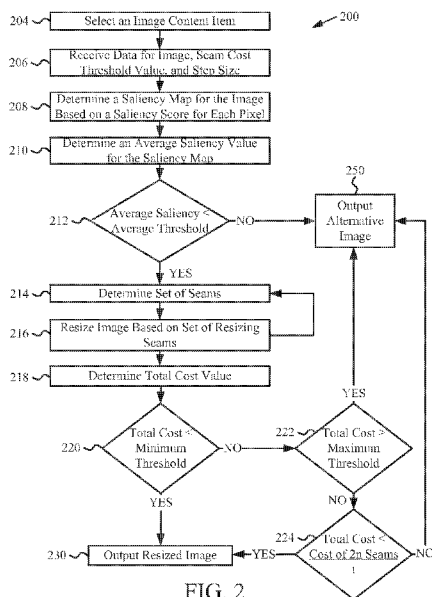 200
204
Select an Image Content Item
206
Receive Data for Image, Seam Cost
Threshold Value, and Step Size
208
Determine a Saliency Map for the Image
Based on a Saliency Score for Each Pixel
210
Determine an Average Saliency Value
for the Saliency Map
250
Output
Alternative
Image
212
Average Saliency <
Average Threshold
NO
YES
214
Determine Set of Seams
216
Resize Image Based on Set of Resizing
Seams
218
Determine Total Cost Value
YES
220
Total Cost <
Minimum
Threshold
NO
222
Total Cost >
Maximum
Threshold
YES
NO
224
Total Cost <
Cost of 2n Seams
NO
YES
230
Output Resized Image
FIG. 2